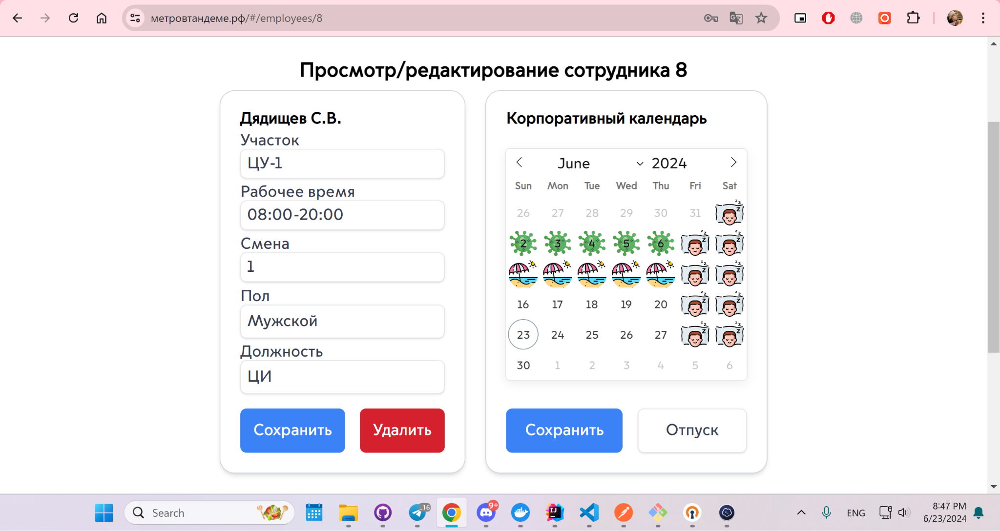 метровтандеме.рф/#/employees/8
Просмотр/редактирование сотрудника 8
Дядищев С.В.
Участок
ЦУ-1
Рабочее время
08:00-20:00
Смена
1
Пол
Мужской
Должность
ЦИ
Сохранить Удалить
Корпоративный календарь
June 2024
Sun Mon Tue Wed Thu Fri Sat
26 27 28 29 30 31
2 3 4 5 6
16 17 18 19 20
23 24 25 26 27
30 1 2 3 4 5 6
Сохранить Отпуск
Search
..16
9+
IJ
ENG
8:47 PM
6/23/2024